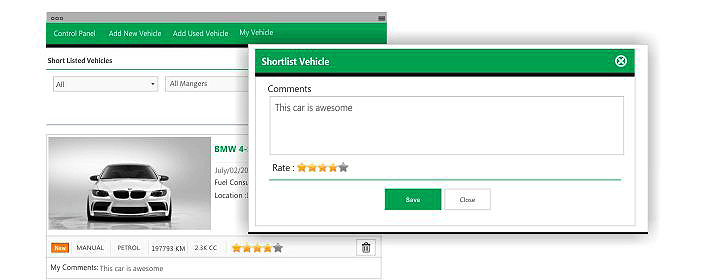 Control Panel Add New Vehicle Add Used Vehicle My Vehicle
Short Listed Vehicles
All All Mangers
BMW 4-
July/02/20
Fuel Consu
Location :
New MANUAL PETROL 197793 KM 2.3K CC
My Comments: This car is awesome
Shortlist Vehicle
Comments
This car is awesome
Rate :
Save Close